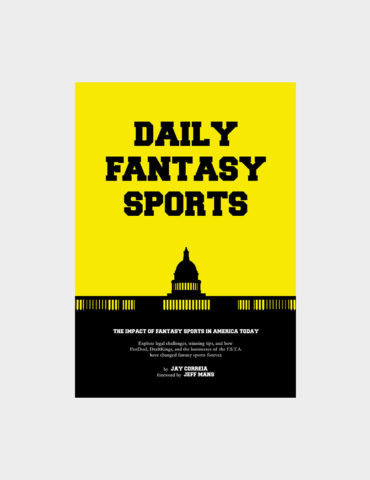 DAILY
FANTASY
SPORTS
THE IMPACT OF FANTASY SPORTS IN AMERICA TODAY
Explore legal challenges, winning tips, and how
FanDuel, DraftKings, and the businesses of the F.S.T.A.
have changed fantasy sports forever.
by JAY CORREIA
foreword by JEFF MANS